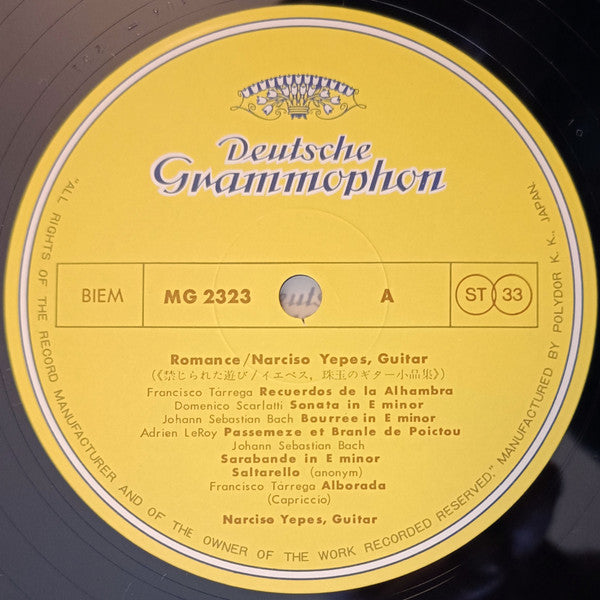 Deutsche
Grammophon
BIEM
MG 2323
A
ST 33
Romance/Narciso Yepes, Guitar
(《禁じられた遊び/イエペス,珠玉のギター小品集》)
Francisco Tárrega Recuerdos de la Alhambra
Domenico Scarlatti Sonata in E minor
Johann Sebastian Bach Bourree in E minor
Adrien LeRoy Passemeze et Branle de Poictou
Johann Sebastian Bach
Sarabande in E minor
Saltarello (anonym)
Francisco Tárrega Alborada
(Capriccio)
Narciso Yepes, Guitar
"ALL RIGHTS OF THE RECORD MANUFACTURER AND OF THE OWNER OF THE WORK RECORDED RESERVED." MANUFACTURED BY POLYDOR K. K., JAPAN.